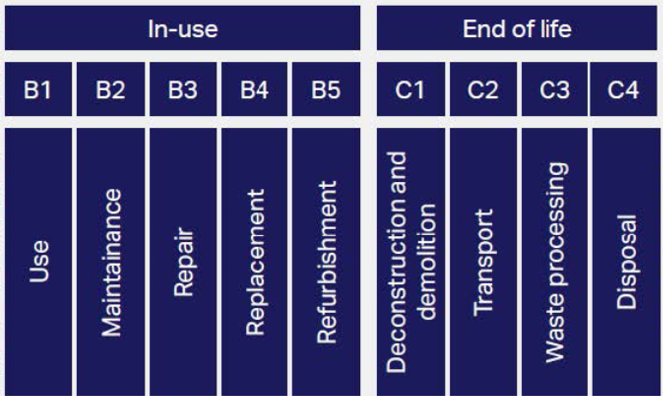 In-use
End of life
B1
B2
B3
B4
B5
C1
C2
C3
C4
Use
Maintainance
Repair
Replacement
Refurbishment
Deconstruction and
demolition
Transport
Waste processing
Disposal